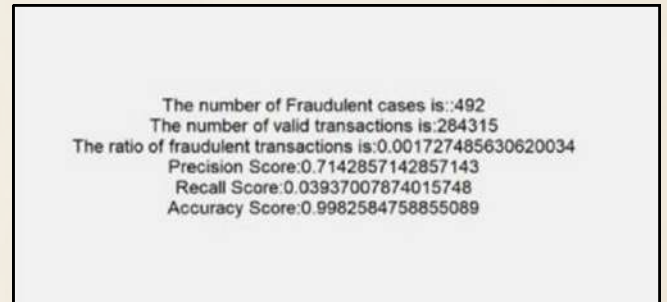 The number of Fraudulent cases is::492
The number of valid transactions is:284315
The ratio of fraudulent transactions is:0.001727485630620034
Precision Score:0.7142857142857143
Recall Score:0.03937007874015748
Accuracy Score:0.9982584758855089